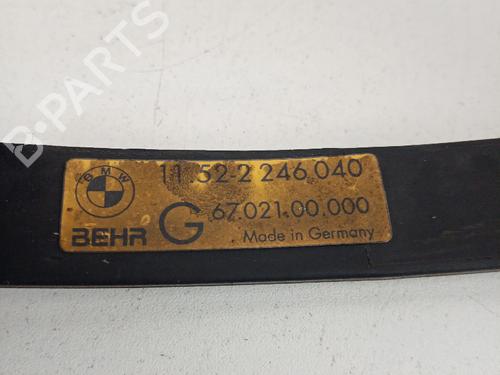 BMW
11.52-2 246.040
BEHR G 67.021.00.000
Made in Germany
B-PARTS